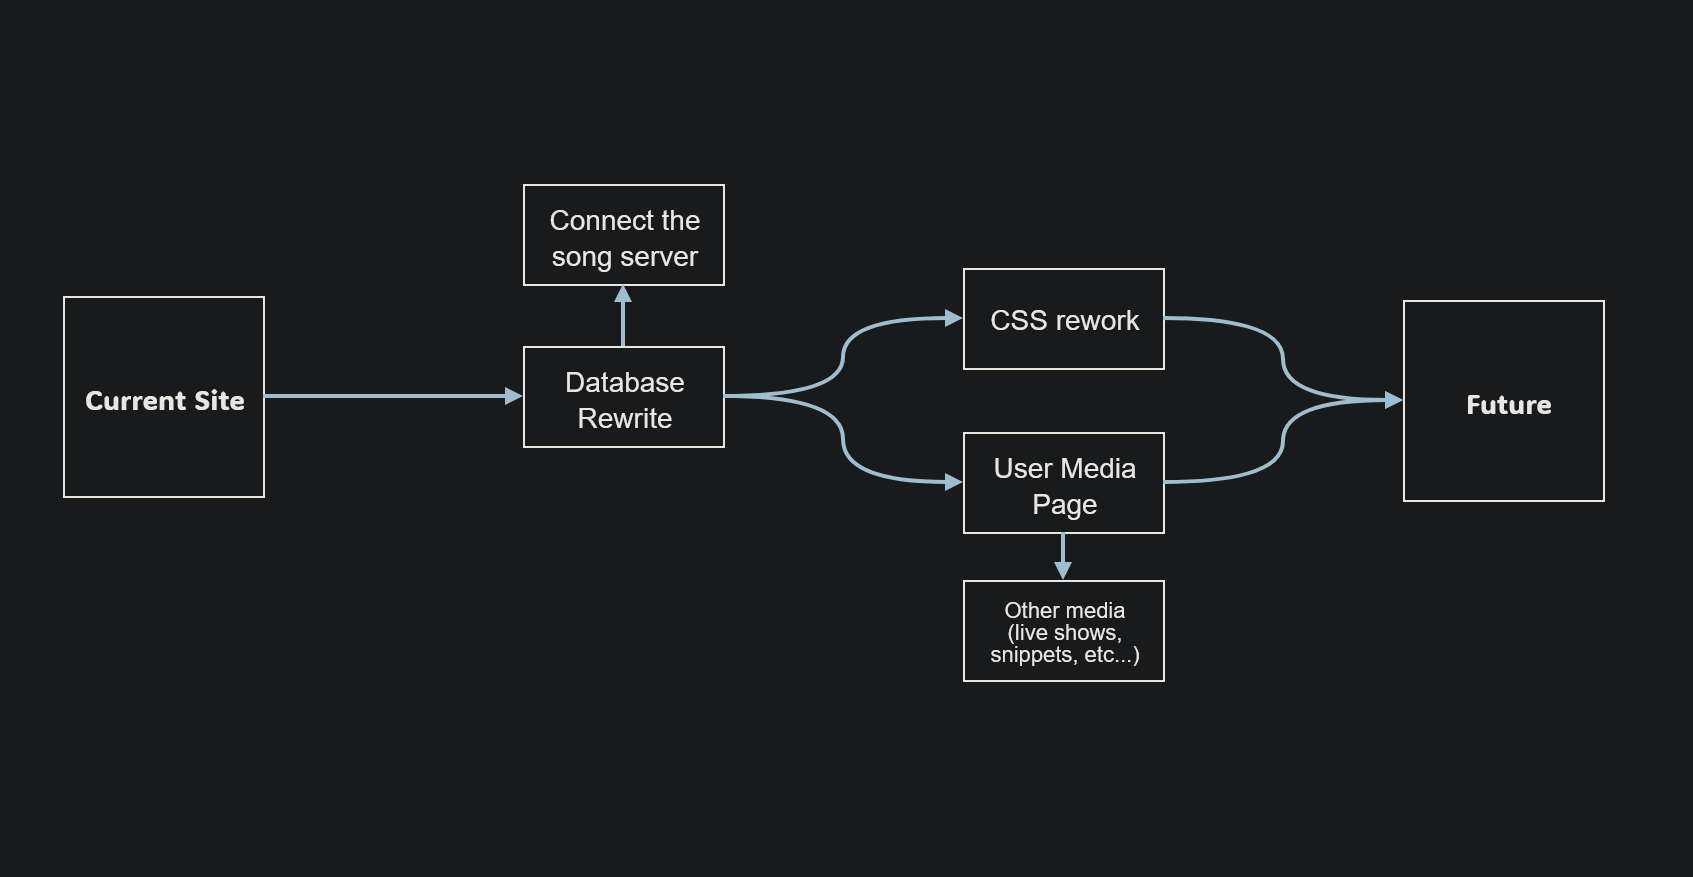 Current Site
Connect the
song server
Database
Rewrite
CSS rework
User Media
Page
Other media
(live shows,
snippets, etc...)
Future